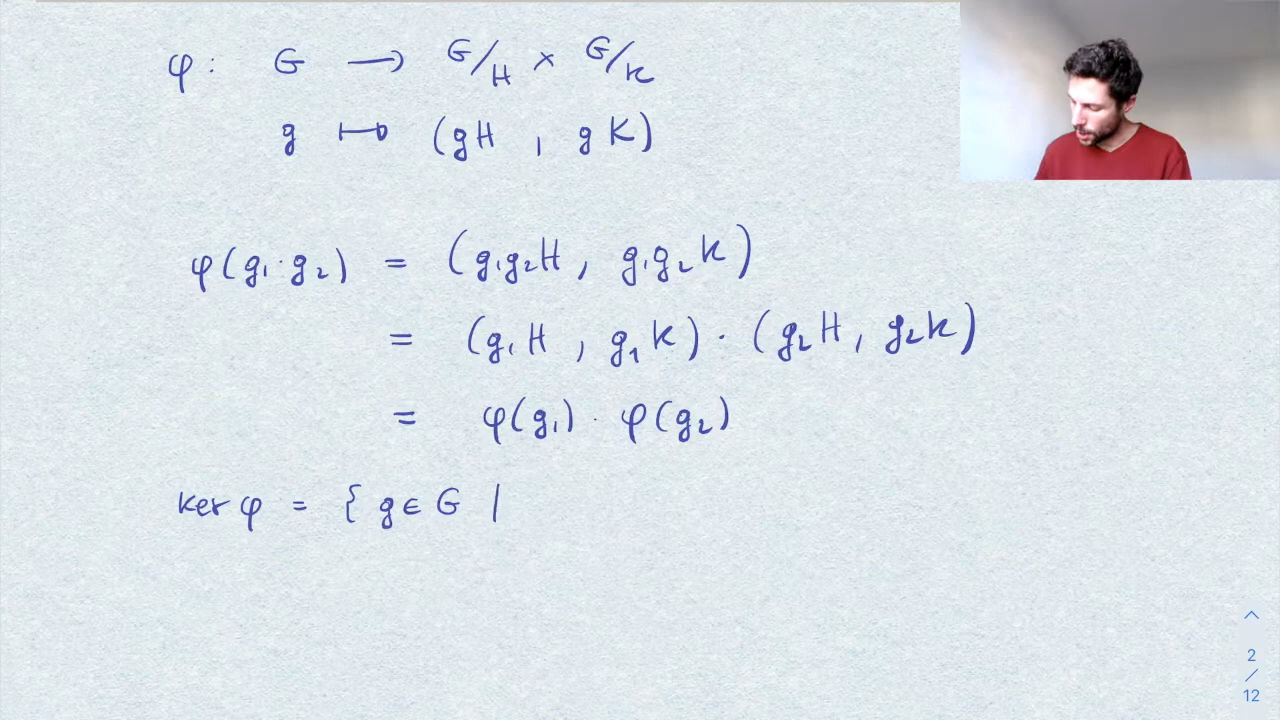 φ : G ⟶ G/H × G/K
g ⟼ (gH , gK)
φ(g₁·g₂) = (g₁g₂H , g₁g₂K)
= (g₁H , g₁K) · (g₂H , g₂K)
= φ(g₁) · φ(g₂)
ker φ = { g ∈ G |
2
/
12